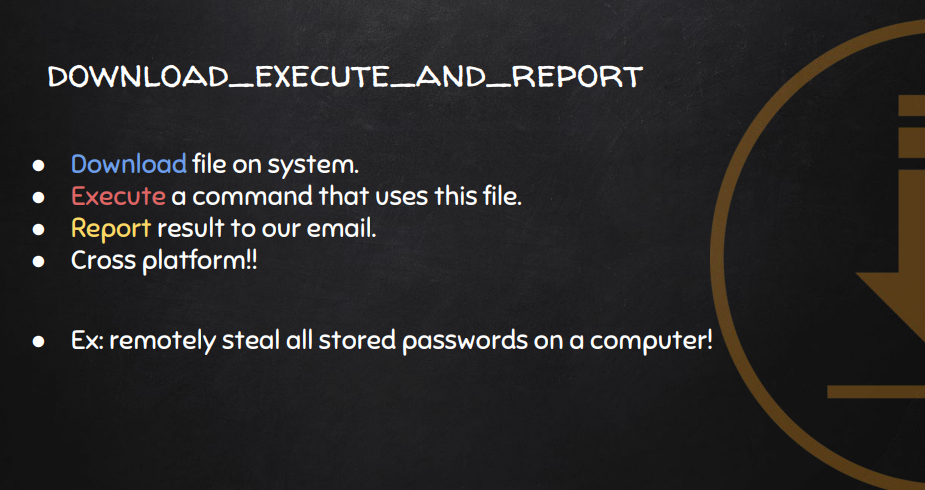 DOWNLOAD_EXECUTE_AND_REPORT
● Download file on system.
● Execute a command that uses this file.
● Report result to our email.
● Cross platform!!
● Ex: remotely steal all stored passwords on a computer!